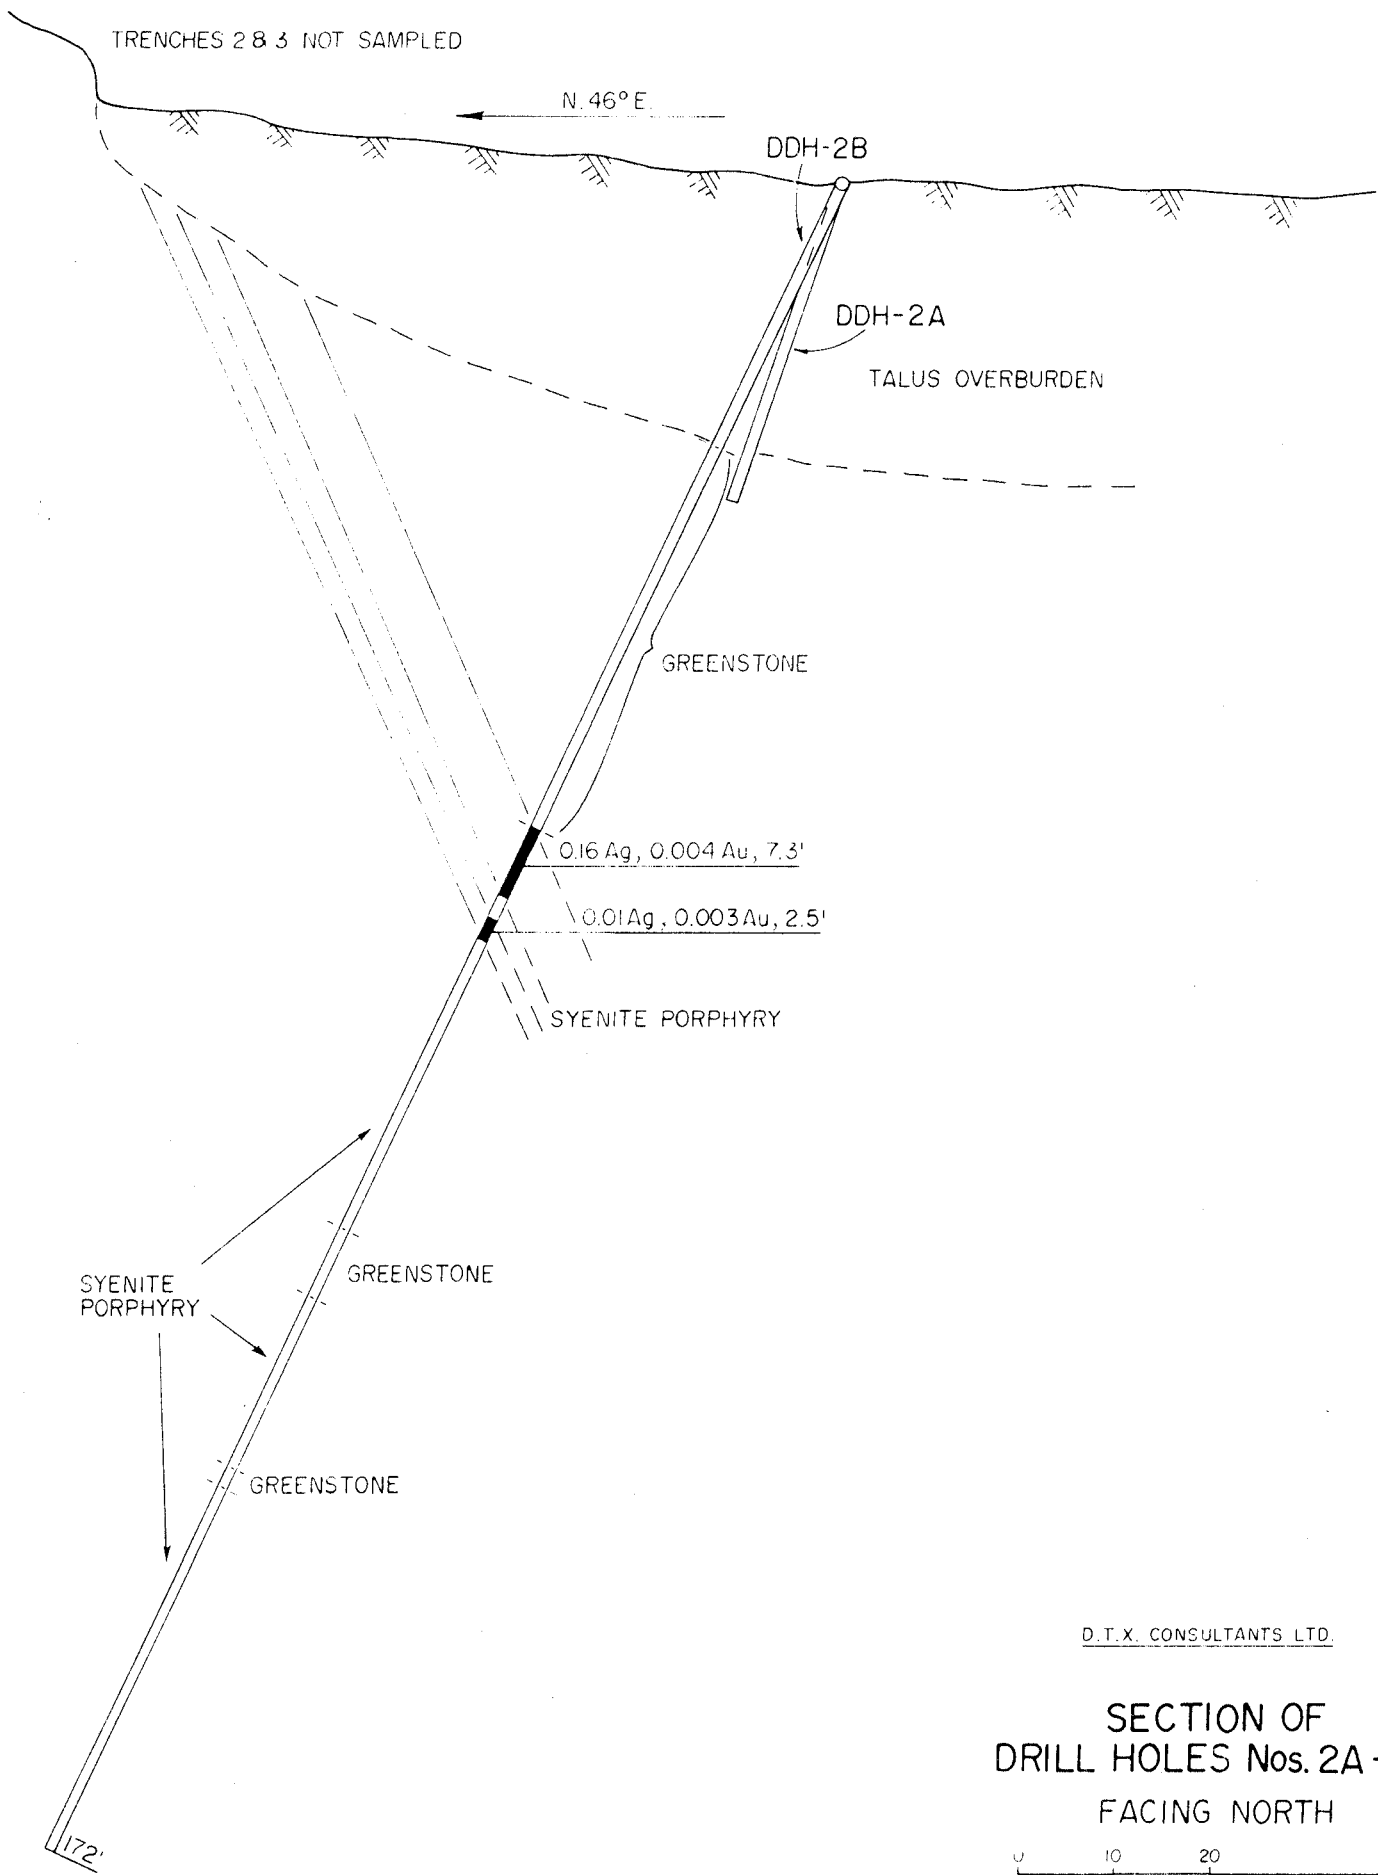 TRENCHES 2 & 3 NOT SAMPLED
N. 46° E.
DDH-2B
DDH-2A
TALUS OVERBURDEN
GREENSTONE
0.16 Ag, 0.004 Au, 7.3'
0.01 Ag, 0.003 Au, 2.5'
SYENITE PORPHYRY
GREENSTONE
SYENITE
PORPHYRY
GREENSTONE
172'
D.T.X. CONSULTANTS LTD.
SECTION OF
DRILL HOLES Nos. 2A -
FACING NORTH
0 10 20